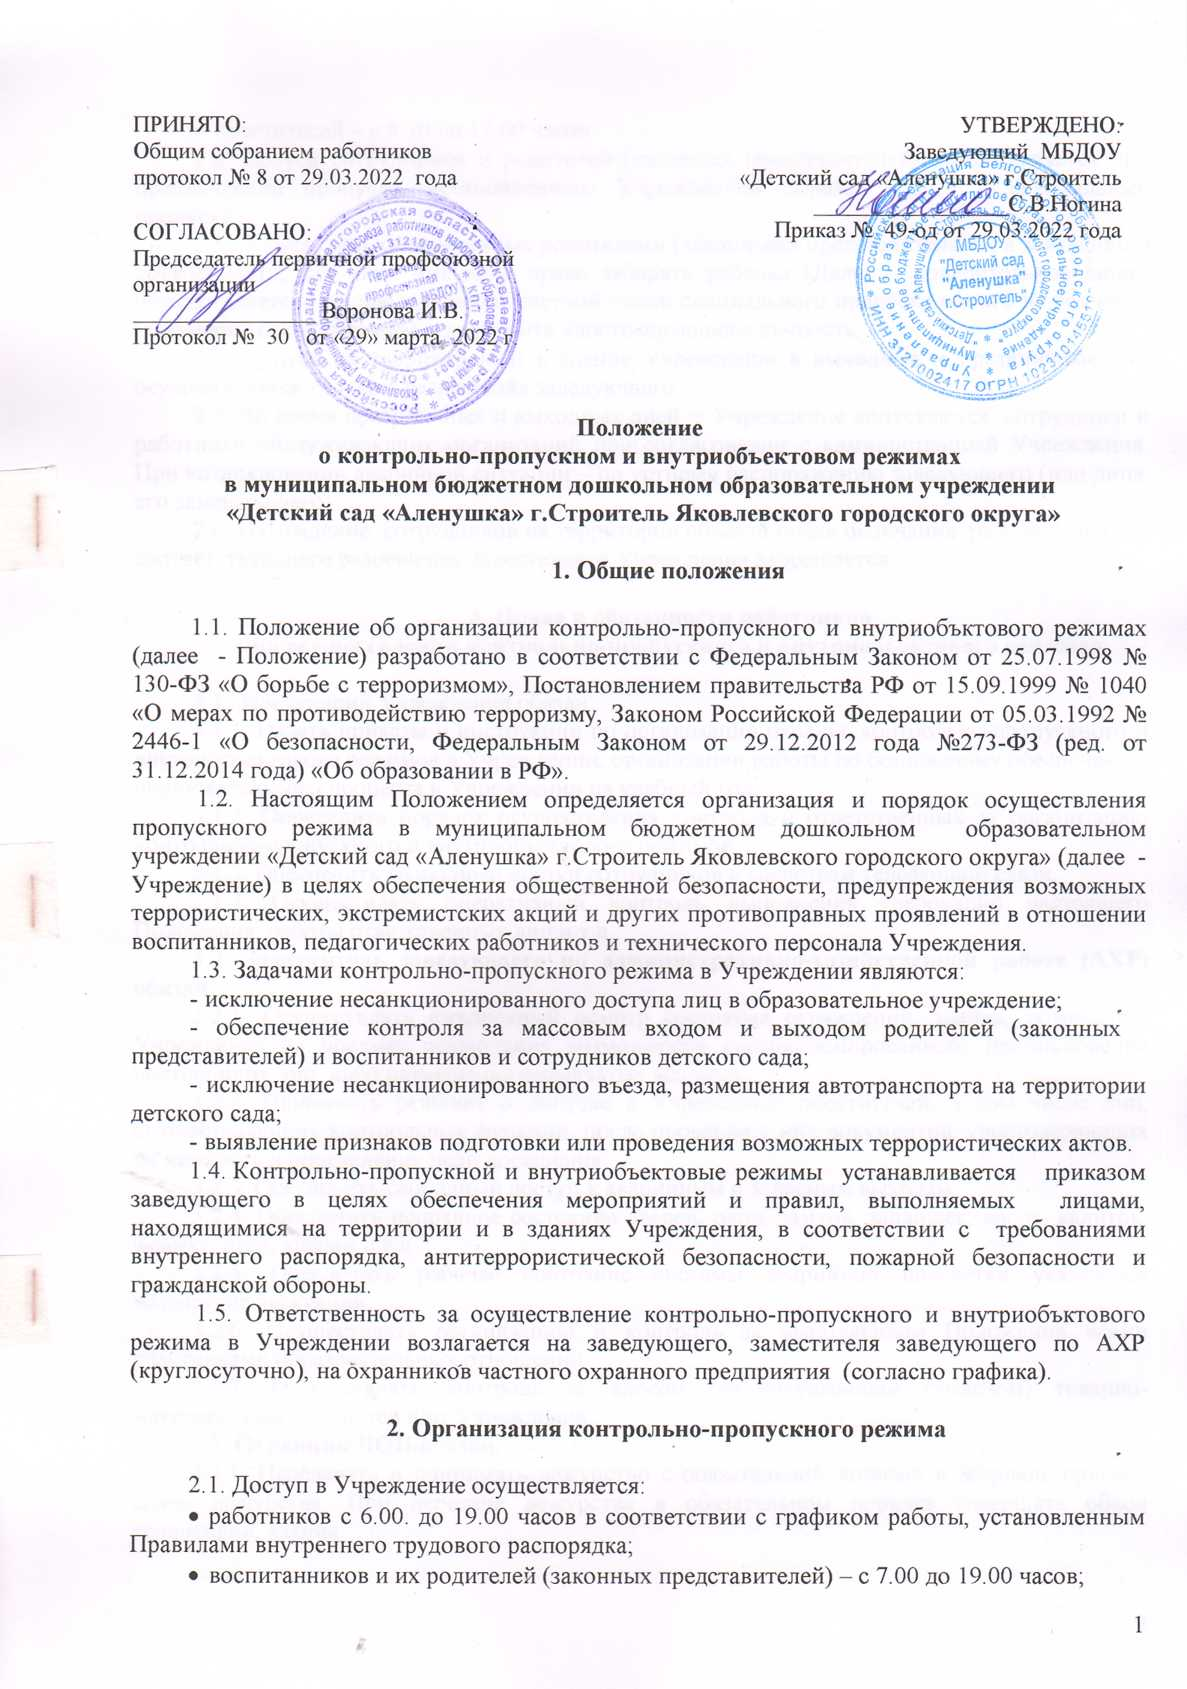 ПРИНЯТО:
Общим собранием работников
протокол № 8 от 29.03.2022 года
СОГЛАСОВАНО:
Председатель первичной профсоюзной
организации
Воронова И.В.
Протокол № 30 от «29» марта 2022 г
УТВЕРЖДЕНО:
Заведующий МБДОУ
«Детский сад «Аленушка» г.Строитель
С.В.Ногина
Приказ № 49-од от 29.03.2022 года
МБДОУ
"Детский сад
"Аленушка"
г.Строитель"
Положение
о контрольно-пропускном и внутриобъектовом режимах
в муниципальном бюджетном дошкольном образовательном учреждении
«Детский сад «Аленушка» г.Строитель Яковлевского городского округа»
1. Общие положения
1.1. Положение об организации контрольно-пропускного и внутриобъктового режимах
(далее - Положение) разработано в соответствии с Федеральным Законом от 25.07.1998 №
130-ФЗ «О борьбе с терроризмом», Постановлением правительства РФ от 15.09.1999 № 1040
«О мерах по противодействию терроризму, Законом Российской Федерации от 05.03.1992 №
2446-1 «О безопасности, Федеральным Законом от 29.12.2012 года №273-ФЗ (ред. от
31.12.2014 года) «Об образовании в РФ».
1.2. Настоящим Положением определяется организация и порядок осуществления
пропускного режима в муниципальном бюджетном дошкольном образовательном
учреждении «Детский сад «Аленушка» г.Строитель Яковлевского городского округа» (далее -
Учреждение) в целях обеспечения общественной безопасности, предупреждения возможных
террористических, экстремистских акций и других противоправных проявлений в отношении
воспитанников, педагогических работников и технического персонала Учреждения.
1.3. Задачами контрольно-пропускного режима в Учреждении являются:
- исключение несанкционированного доступа лиц в образовательное учреждение;
- обеспечение контроля за массовым входом и выходом родителей (законных
представителей) и воспитанников и сотрудников детского сада;
- исключение несанкционированного въезда, размещения автотранспорта на территории
детского сада;
- выявление признаков подготовки или проведения возможных террористических актов.
1.4. Контрольно-пропускной и внутриобъектовые режимы устанавливается приказом
заведующего в целях обеспечения мероприятий и правил, выполняемых лицами,
находящимися на территории и в зданиях Учреждения, в соответствии с требованиями
внутреннего распорядка, антитеррористической безопасности, пожарной безопасности и
гражданской обороны.
1.5. Ответственность за осуществление контрольно-пропускного и внутриобъктового
режима в Учреждении возлагается на заведующего, заместителя заведующего по АХР
(круглосуточно), на охранников частного охранного предприятия (согласно графика).
2. Организация контрольно-пропускного режима
2.1. Доступ в Учреждение осуществляется:
• работников с 6.00. до 19.00 часов в соответствии с графиком работы, установленным
Правилами внутреннего трудового распорядка;
• воспитанников и их родителей (законных представителей) – с 7.00 до 19.00 часов;
1